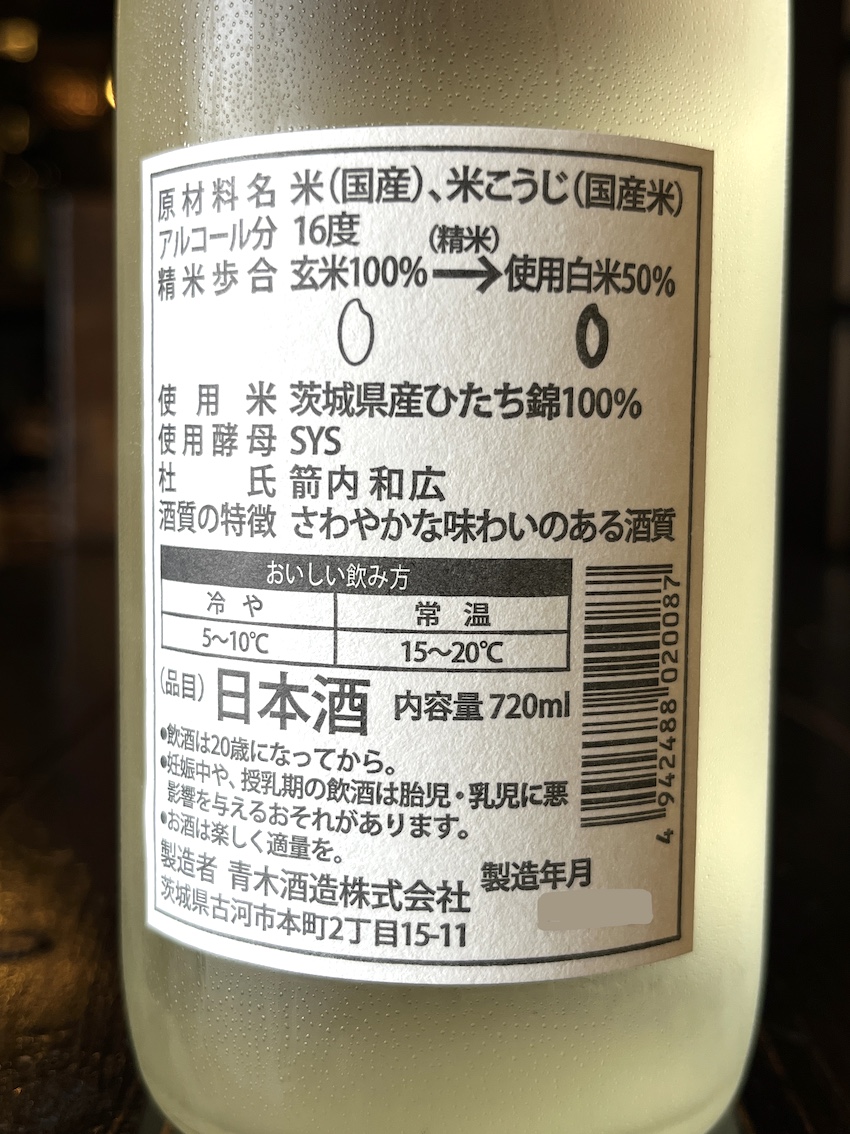 原材料名 米(国産)、米こうじ(国産米)
アルコール分 16度
(精米)
精米歩合 玄米100%→使用白米50%
使用米 茨城県産ひたち錦100%
使用酵母 SYS
杜氏 箭内 和広
酒質の特徴 さわやかな味わいのある酒質
おいしい飲み方
冷や 常温
5〜10℃ 15〜20℃
(品目) 日本酒 内容量 720ml
●飲酒は20歳になってから。
●妊娠中や、授乳期の飲酒は胎児・乳児に悪
影響を与えるおそれがあります。
●お酒は楽しく適量を。
製造者 青木酒造株式会社
茨城県古河市本町2丁目15-11
製造年月
4 942488 020087